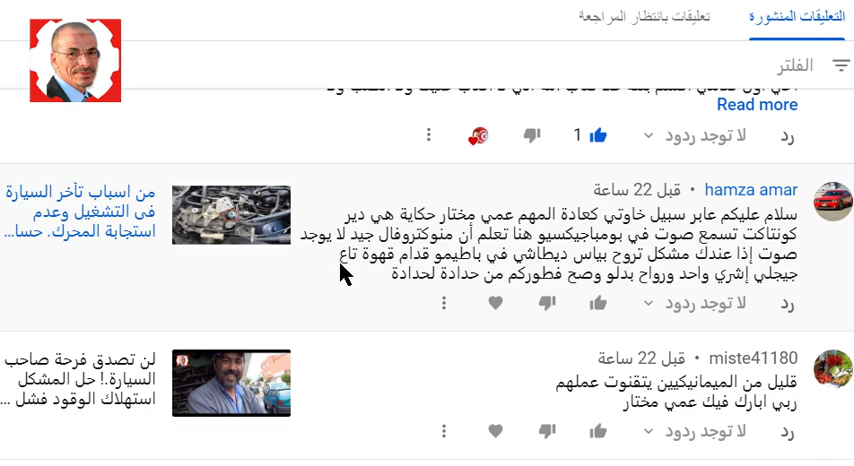 التعليقات المنشورة
تعليقات بانتظار المراجعة
الفلتر
Read more
رد
لا توجد ردود
1
hamza amar • قبل 22 ساعة
سلام عليكم عابر سبيل خاوتي كعادة المهم عمي مختار حكاية هي دير
كونتاكت تسمع صوت في بومباجيكسيو هنا تعلم أن منوكتروفال جيد لا يوجد
صوت إذا عندك مشكل تروح بياس ديطاشي في باطيمو قدام قهوة تاع
جيجلي إشري واحد ورواح بدلو وصح فطوركم من حدادة لحدادة
رد
لا توجد ردود
من اسباب تأخر السيارة
في التشغيل وعدم
استجابة المحرك. حسا...
miste41180 • قبل 22 ساعة
قليل من الميمانيكيين يتقنوت عملهم
ربي ابارك فيك عمي مختار
رد
لا توجد ردود
لن تصدق فرحة صاحب
السيارة.! حل المشكل
استهلاك الوقود فشل ...